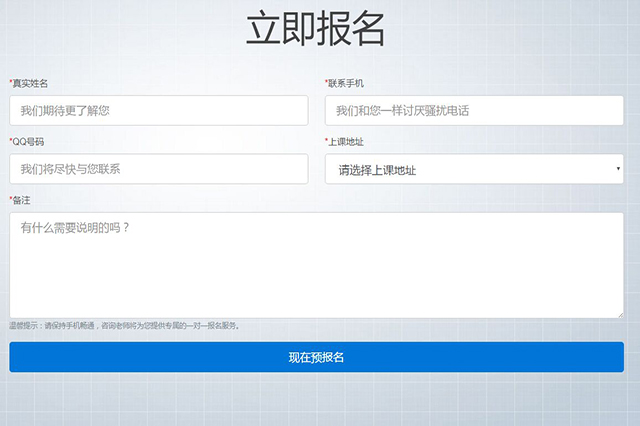 立即报名
*真实姓名
*联系手机
我们期待更了解您
我们和您一样讨厌骚扰电话
*QQ号码
*上课地址
我们将尽快与您联系
请选择上课地址
*备注
有什么需要说明的吗？
温馨提示：请保持手机畅通，咨询老师将为您提供专属的一对一报名服务。
现在预报名